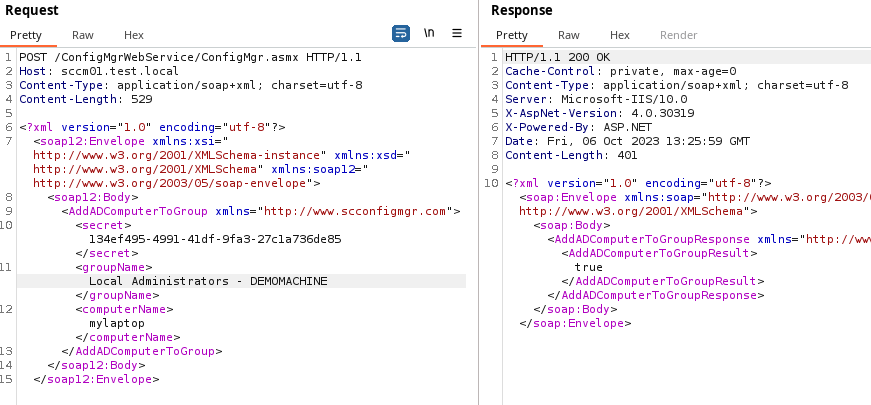 Request
Pretty Raw Hex
\n
1 POST /ConfigMgrWebService/ConfigMgr.asmx HTTP/1.1
2 Host: sccm01.test.local
3 Content-Type: application/soap+xml; charset=utf-8
4 Content-Length: 529
5
6 <?xml version="1.0" encoding="utf-8"?>
7 <soap12:Envelope xmlns:xsi="
http://www.w3.org/2001/XMLSchema-instance" xmlns:xsd="
http://www.w3.org/2001/XMLSchema" xmlns:soap12="
http://www.w3.org/2003/05/soap-envelope">
8 <soap12:Body>
9 <AddADComputerToGroup xmlns="http://www.scconfigmgr.com">
10 <secret>
134ef495-4991-41df-9fa3-27c1a736de85
</secret>
11 <groupName>
Local Administrators - DEMOMACHINE
</groupName>
12 <computerName>
mylaptop
</computerName>
13 </AddADComputerToGroup>
14 </soap12:Body>
15 </soap12:Envelope>
Response
Pretty Raw Hex Render
1 HTTP/1.1 200 OK
2 Cache-Control: private, max-age=0
3 Content-Type: application/soap+xml; charset=utf-8
4 Server: Microsoft-IIS/10.0
5 X-AspNet-Version: 4.0.30319
6 X-Powered-By: ASP.NET
7 Date: Fri, 06 Oct 2023 13:25:59 GMT
8 Content-Length: 401
9
10 <?xml version="1.0" encoding="utf-8"?>
<soap:Envelope xmlns:soap="http://www.w3.org/2003/
http://www.w3.org/2001/XMLSchema">
<soap:Body>
<AddADComputerToGroupResponse xmlns="http://ww
<AddADComputerToGroupResult>
true
</AddADComputerToGroupResult>
</AddADComputerToGroupResponse>
</soap:Body>
</soap:Envelope>